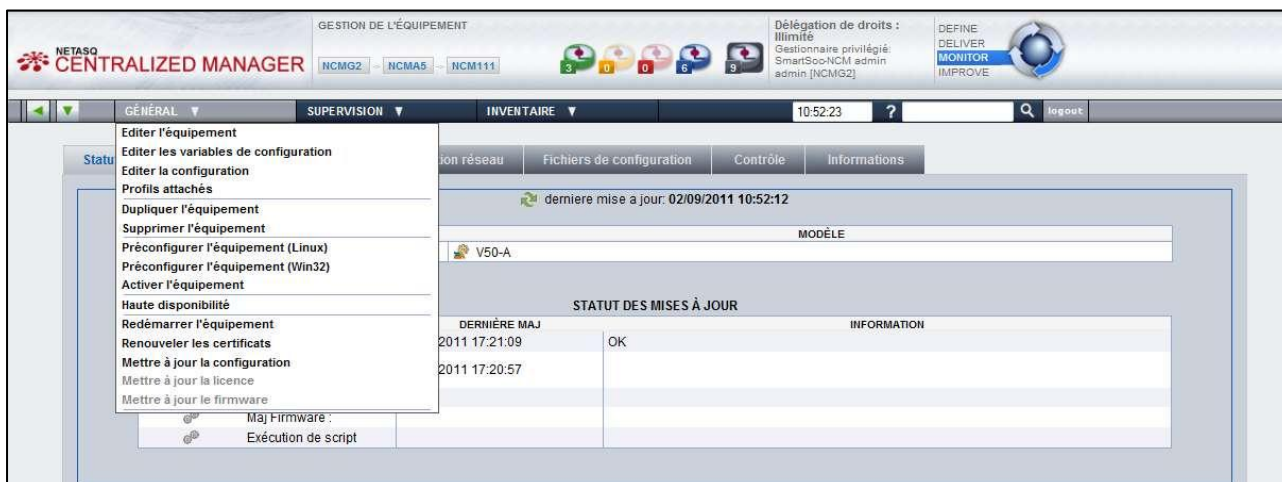 NETASQ
CENTRALIZED MANAGER
GESTION DE L'ÉQUIPEMENT
NCMG2 NCMA5 NCM111
3 0 0 6 9
Délégation de droits :
Illimité
Gestionnaire privilégié:
SmartSoo-NCM admin
admin [NCMG2]
DEFINE
DELIVER
MONITOR
IMPROVE
GÉNÉRAL ▼ SUPERVISION ▼ INVENTAIRE ▼ 10:52:23 ? logout
Editer l'équipement
Editer les variables de configuration
Editer la configuration
Profils attachés
Dupliquer l'équipement
Supprimer l'équipement
Préconfigurer l'équipement (Linux)
Préconfigurer l'équipement (Win32)
Activer l'équipement
Haute disponibilité
Redémarrer l'équipement
Renouveler les certificats
Mettre à jour la configuration
Mettre à jour la licence
Mettre à jour le firmware
Statu ion réseau Fichiers de configuration Contrôle Informations
derniere mise a jour: 02/09/2011 10:52:12
MODÈLE
V50-A
STATUT DES MISES À JOUR
DERNIÈRE MAJ INFORMATION
2011 17:21:09 OK
2011 17:20:57
Maj Firmware :
Exécution de script